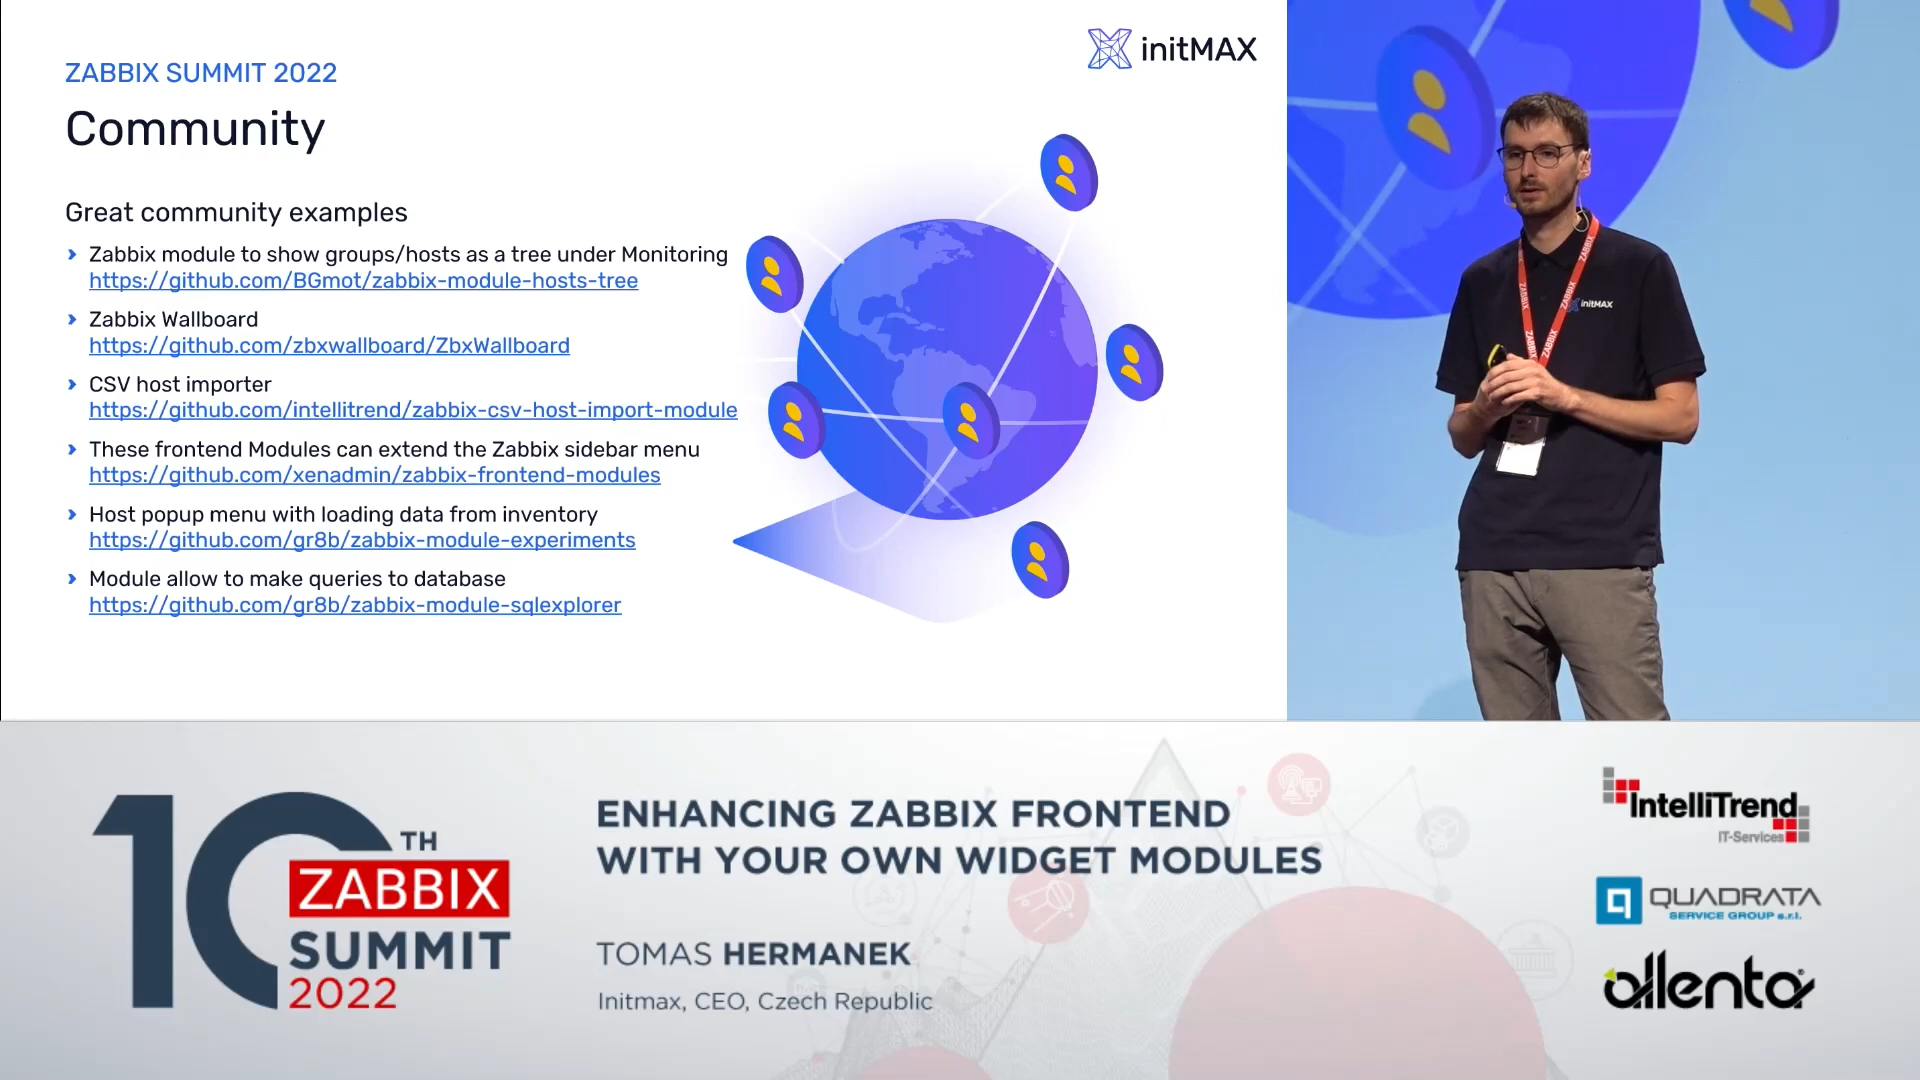 ZABBIX SUMMIT 2022
initMAX
Community
Great community examples
Zabbix module to show groups/hosts as a tree under Monitoring
https://github.com/BGmot/zabbix-module-hosts-tree
Zabbix Wallboard
https://github.com/zbxwallboard/ZbxWallboard
CSV host importer
https://github.com/intellitrend/zabbix-csv-host-import-module
These frontend Modules can extend the Zabbix sidebar menu
https://github.com/xenadmin/zabbix-frontend-modules
Host popup menu with loading data from inventory
https://github.com/gr8b/zabbix-module-experiments
Module allow to make queries to database
https://github.com/gr8b/zabbix-module-sqlexplorer
ZABBIX
ZABBIX
ZABBIX
ZABBIX
ZABBIX
initMAX
10TH
ZABBIX
SUMMIT
2022
ENHANCING ZABBIX FRONTEND
WITH YOUR OWN WIDGET MODULES
TOMAS HERMANEK
Initmax, CEO, Czech Republic
IntelliTrend
IT-Services
QUADRATA
SERVICE GROUP s.r.l.
allenta